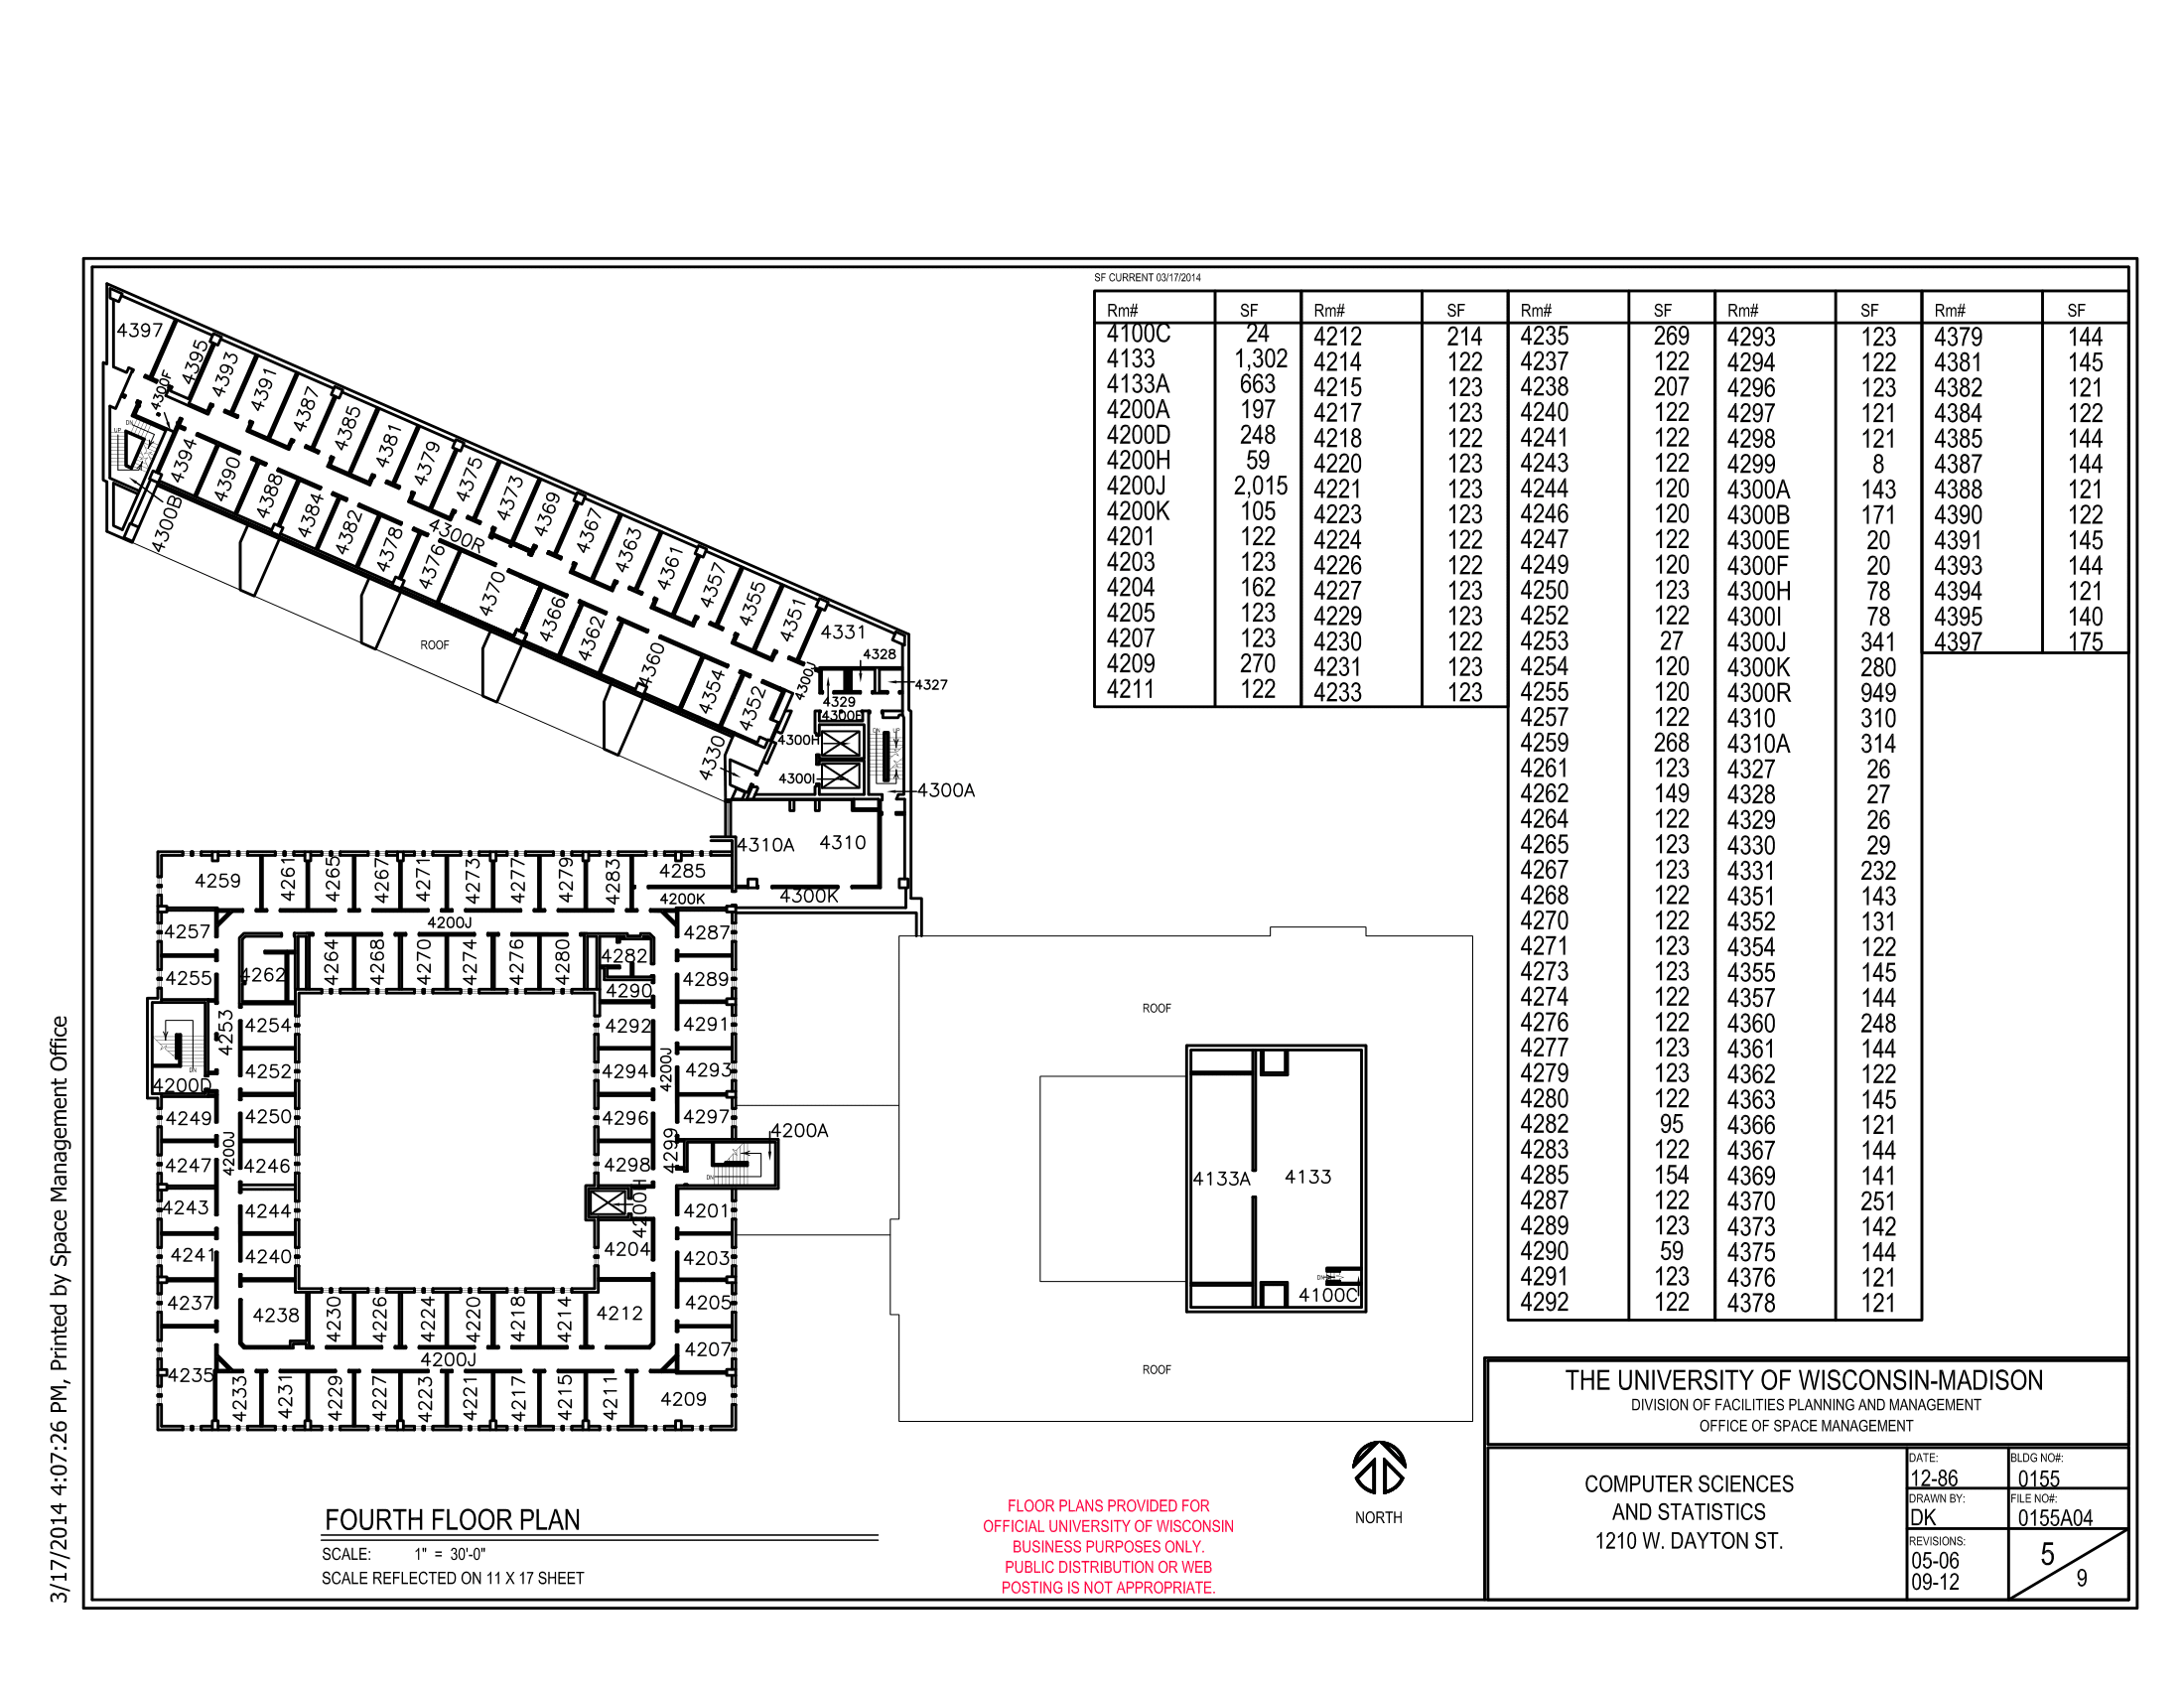 SF CURRENT 03/17/2014
Rm# SF Rm# SF Rm# SF Rm# SF Rm# SF
4100C 24 4212 214 4235 269 4293 123 4379 144
4133 1,302 4214 122 4237 122 4294 122 4381 145
4133A 663 4215 123 4238 207 4296 123 4382 121
4200A 197 4217 123 4240 122 4297 121 4384 122
4200D 248 4218 122 4241 122 4298 121 4385 144
4200H 59 4220 123 4243 122 4299 8 4387 144
4200J 2,015 4221 123 4244 120 4300A 143 4388 121
4200K 105 4223 123 4246 120 4300B 171 4390 122
4201 122 4224 122 4247 122 4300E 20 4391 145
4203 123 4226 122 4249 120 4300F 20 4393 144
4204 162 4227 123 4250 123 4300H 78 4394 121
4205 123 4229 123 4252 122 4300I 78 4395 140
4207 123 4230 122 4253 27 4300J 341 4397 175
4209 270 4231 123 4254 120 4300K 280
4211 122 4233 123 4255 120 4300R 949
4257 122 4310 310
4259 268 4310A 314
4261 123 4327 26
4262 149 4328 27
4264 122 4329 26
4265 123 4330 29
4267 123 4331 232
4268 122 4351 143
4270 122 4352 131
4271 123 4354 122
4273 123 4355 145
4274 122 4357 144
4276 122 4360 248
4277 123 4361 144
4279 123 4362 122
4280 122 4363 145
4282 95 4366 121
4283 122 4367 144
4285 154 4369 141
4287 122 4370 251
4289 123 4373 142
4290 59 4375 144
4291 123 4376 121
4292 122 4378 121
4397
4395
4393
4391
4387
4385
4381
4379
4375
4373
4369
4367
4363
4361
4357
4355
4351
4331
4328
4327
4329
4300E
4300F
4300J
4300H
4300I
4300A
4300B
UP
DN
4394
4390
4388
4384
4382
4378
4376
4370
4366
4362
4360
4354
4352
4330
4300R
ROOF
4310A
4310
4300K
4259
4261
4265
4267
4271
4273
4277
4279
4283
4285
4200K
4200J
4257
4255
4262
4264
4268
4270
4274
4276
4280
4282
4290
4287
4289
4253
4254
4292
4291
4200D
DN
4252
4294
4200J
4293
4249
4250
4296
4297
4200A
4247
4200J
4246
4298
4299
DN
4243
4244
4200H
4201
4241
4240
4204
4203
4237
4238
4230
4226
4224
4220
4218
4214
4212
4205
4207
4200J
4235
4233
4231
4229
4227
4223
4221
4217
4215
4211
4209
ROOF
4133A
4133
DN
4100C
ROOF
NORTH
FOURTH FLOOR PLAN
SCALE: 1" = 30'-0"
SCALE REFLECTED ON 11 X 17 SHEET
FLOOR PLANS PROVIDED FOR
OFFICIAL UNIVERSITY OF WISCONSIN
BUSINESS PURPOSES ONLY.
PUBLIC DISTRIBUTION OR WEB
POSTING IS NOT APPROPRIATE.
THE UNIVERSITY OF WISCONSIN-MADISON
DIVISION OF FACILITIES PLANNING AND MANAGEMENT
OFFICE OF SPACE MANAGEMENT
COMPUTER SCIENCES
AND STATISTICS
1210 W. DAYTON ST.
DATE:
12-86
BLDG NO#:
0155
DRAWN BY:
DK
FILE NO#:
0155A04
REVISIONS:
05-06
09-12
5
9
3/17/2014 4:07:26 PM, Printed by Space Management Office